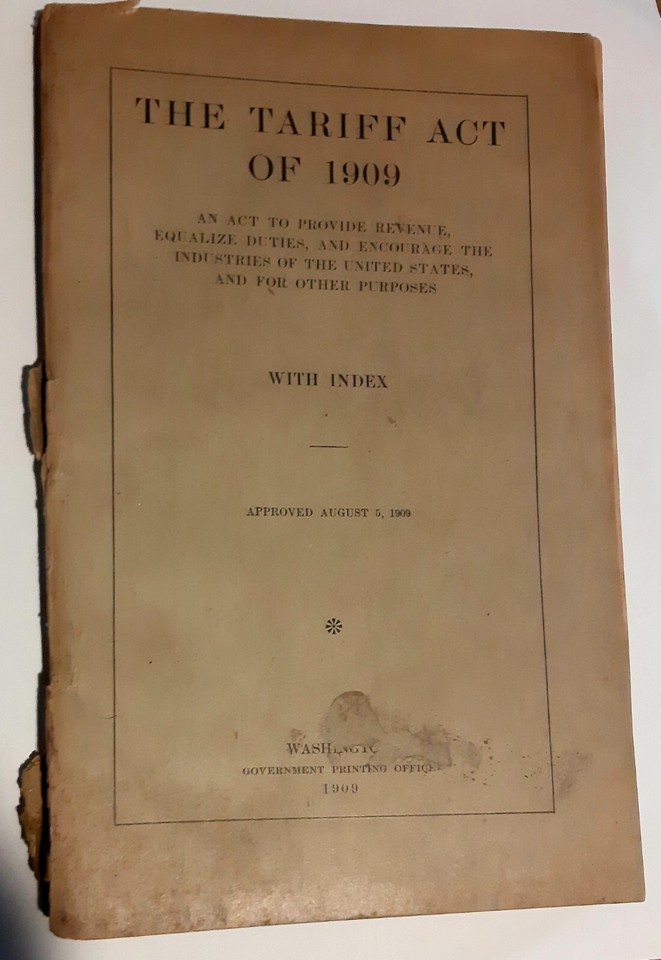 THE TARIFF ACT
OF 1909
AN ACT TO PROVIDE REVENUE,
EQUALIZE DUTIES, AND ENCOURAGE THE
INDUSTRIES OF THE UNITED STATES,
AND FOR OTHER PURPOSES
WITH INDEX
APPROVED AUGUST 5, 1909
WASHINGTO
GOVERNMENT PRINTING OFFICE
1909